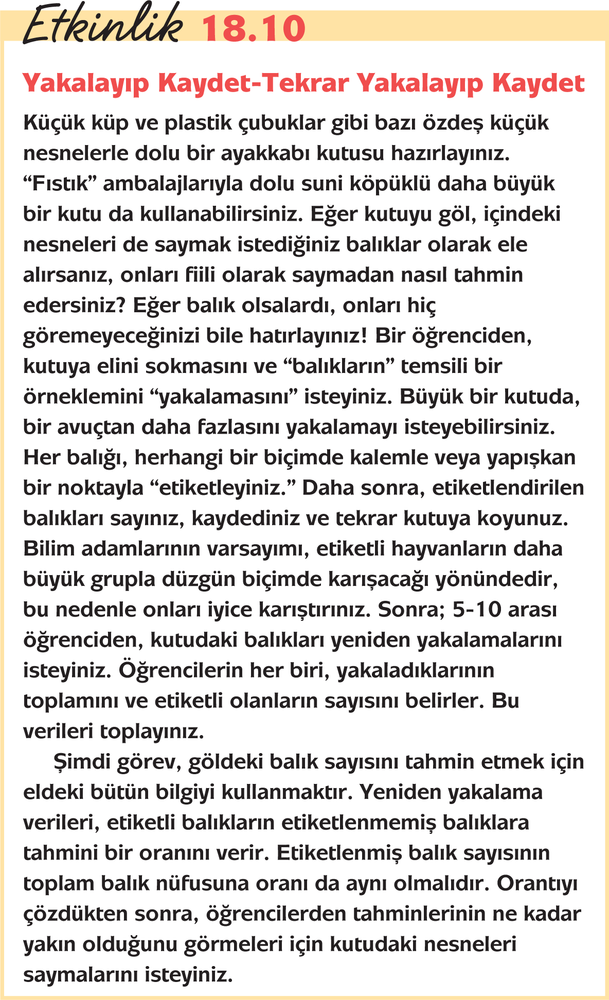 Etkinlik 18.10
Yakalayıp Kaydet-Tekrar Yakalayıp Kaydet
Küçük küp ve plastik çubuklar gibi bazı özdeş küçük
nesnelerle dolu bir ayakkabı kutusu hazırlayınız.
“Fıstık” ambalajlarıyla dolu suni köpüklü daha büyük
bir kutu da kullanabilirsiniz. Eğer kutuyu göl, içindeki
nesneleri de saymak istediğiniz balıklar olarak ele
alırsanız, onları fiili olarak saymadan nasıl tahmin
edersiniz? Eğer balık olsalardı, onları hiç
göremeyeceğinizi bile hatırlayınız! Bir öğrenciden,
kutuya elini sokmasını ve “balıkların” temsili bir
örneklemini “yakalamasını” isteyiniz. Büyük bir kutuda,
bir avuçtan daha fazlasını yakalamayı isteyebilirsiniz.
Her balığı, herhangi bir biçimde kalemle veya yapışkan
bir noktayla “etiketleyiniz.” Daha sonra, etiketlendirilen
balıkları sayınız, kaydediniz ve tekrar kutuya koyunuz.
Bilim adamlarının varsayımı, etiketli hayvanların daha
büyük grupla düzgün biçimde karışacağı yönündedir,
bu nedenle onları iyice karıştırınız. Sonra; 5-10 arası
öğrenciden, kutudaki balıkları yeniden yakalamalarını
isteyiniz. Öğrencilerin her biri, yakaladıklarının
toplamını ve etiketli olanların sayısını belirler. Bu
verileri toplayınız.
Şimdi görev, göldeki balık sayısını tahmin etmek için
eldeki bütün bilgiyi kullanmaktır. Yeniden yakalama
verileri, etiketli balıkların etiketlenmemiş balıklara
tahmini bir oranını verir. Etiketlenmiş balık sayısının
toplam balık nüfusuna oranı da aynı olmalıdır. Orantıyı
çözdükten sonra, öğrencilerden tahminlerinin ne kadar
yakın olduğunu görmeleri için kutudaki nesneleri
saymalarını isteyiniz.